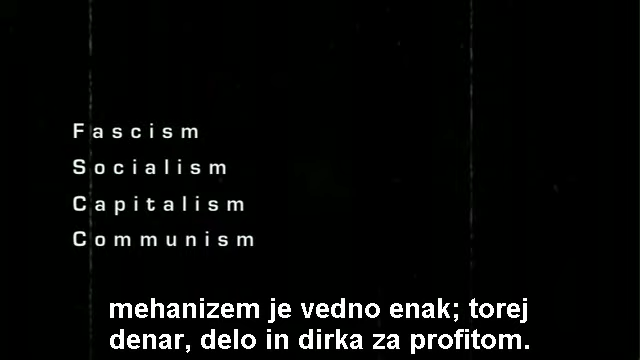 Fascism
Socialism
Capitalism
Communism
mehanizem je vedno enak; torej
denar, delo in dirka za profitom.